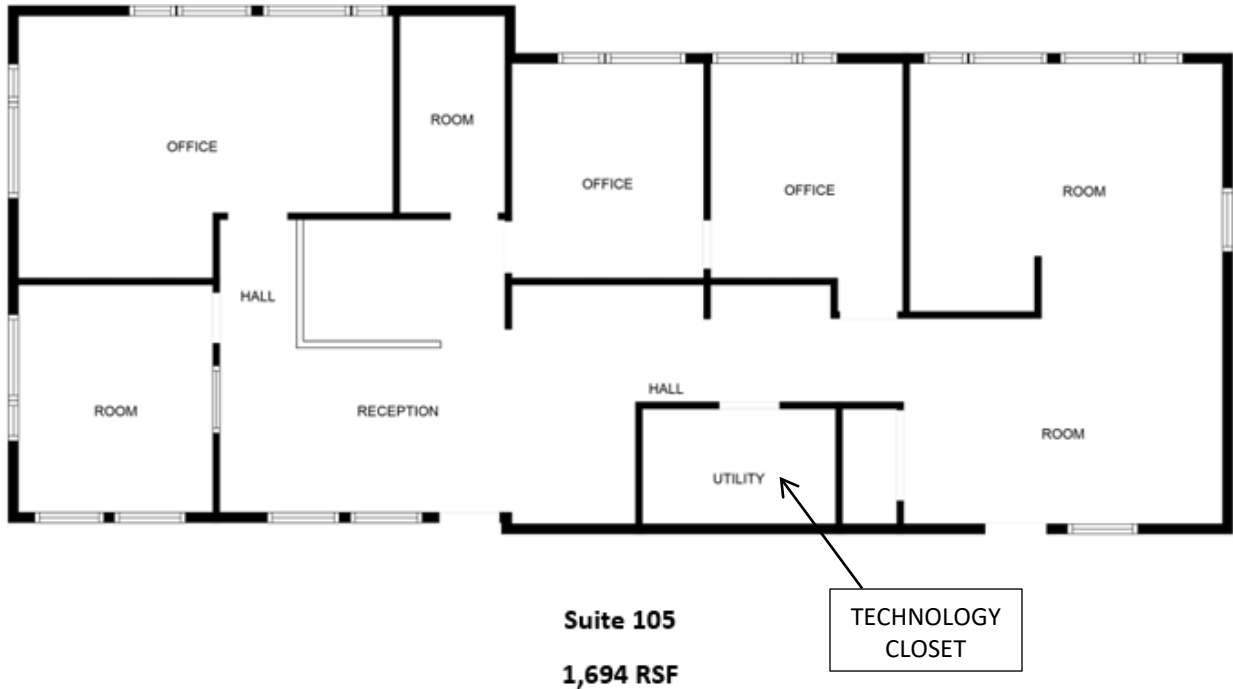 ROOM
OFFICE
OFFICE
OFFICE
ROOM
HALL
HALL
ROOM
RECEPTION
ROOM
UTILITY
Suite 105
1,694 RSF
TECHNOLOGY
CLOSET